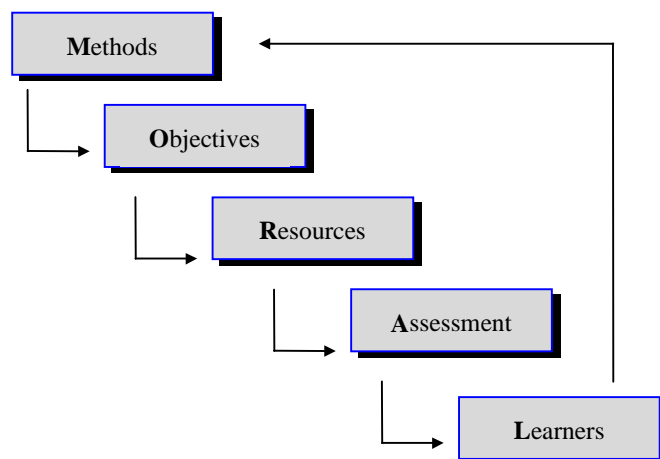 Methods
Objectives
Resources
Assessment
Learners